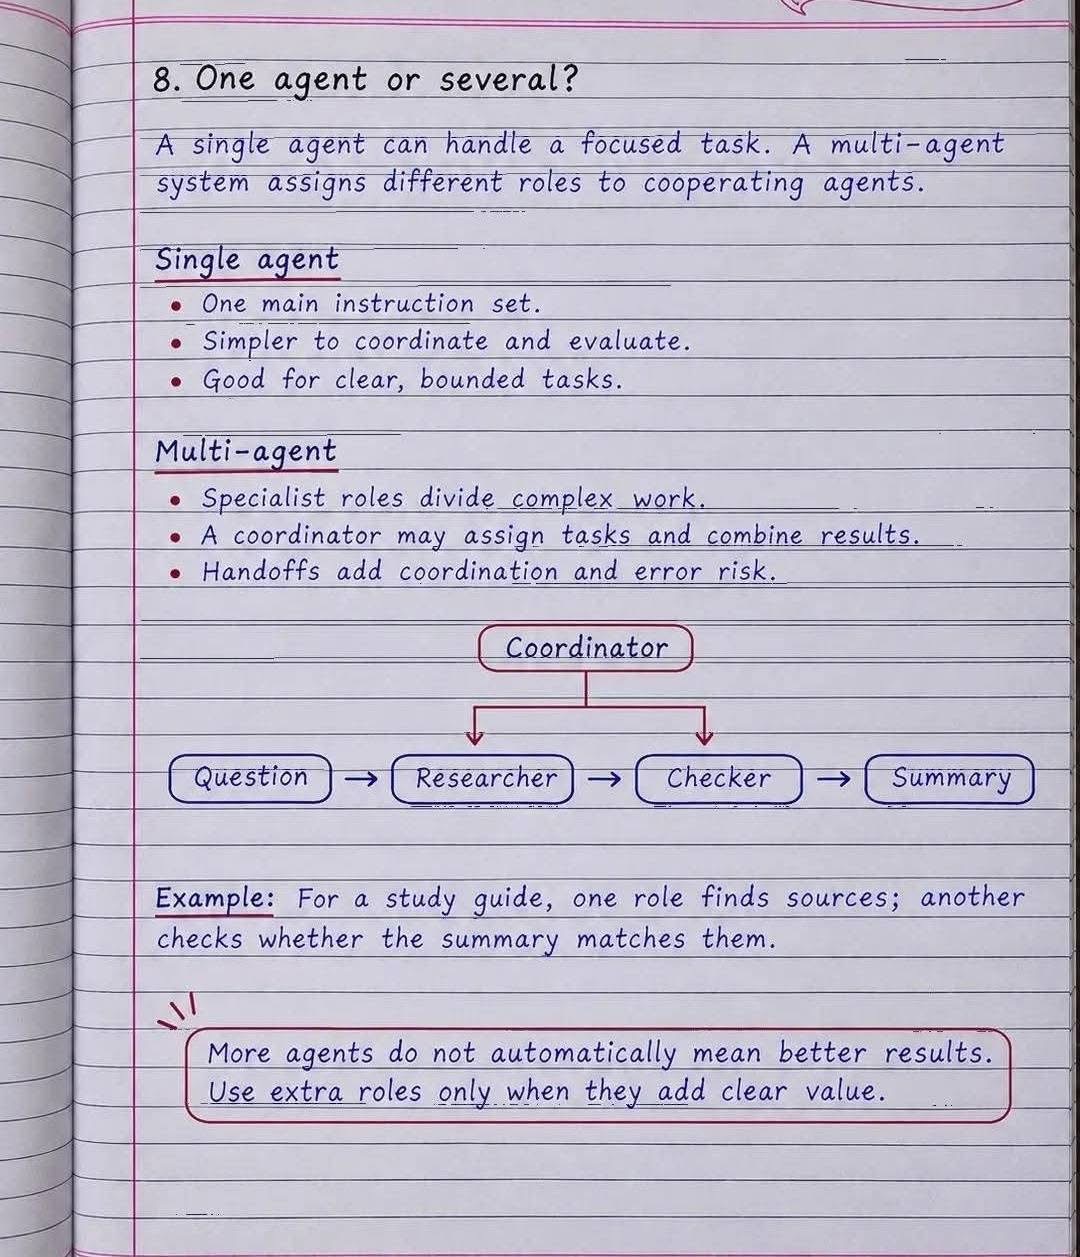 8. One agent or several?
A single agent can handle a focused task. A multi-agent
system assigns different roles to cooperating agents.
Single agent
• One main instruction set.
• Simpler to coordinate and evaluate.
• Good for clear, bounded tasks.
Multi-agent
• Specialist roles divide complex work.
• A coordinator may assign tasks and combine results.
• Handoffs add coordination and error risk.
Coordinator
Question → Researcher → Checker → Summary
Example: For a study guide, one role finds sources; another
checks whether the summary matches them.
More agents do not automatically mean better results.
Use extra roles only when they add clear value.